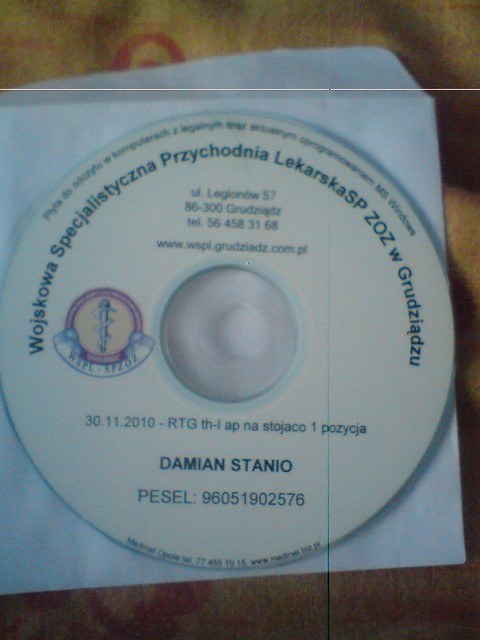 Płyta do odczytu w komputerach z legalnym oraz aktualnym oprogramowaniem MS Windows
Wojskowa Specjalistyczna Przychodnia LekarskaSP ZOZ w Grudziądzu
ul. Legionów 57
86-300 Grudziądz
tel. 56 458 31 68
www.wspl.grudziadz.com.pl
WSPL - SPZOZ
30.11.2010 - RTG th-l ap na stojaco 1 pozycja
DAMIAN STANIO
PESEL: 96051902576
Medinet Opole tel. 77 455 10 15, www.medinet.biz.pl